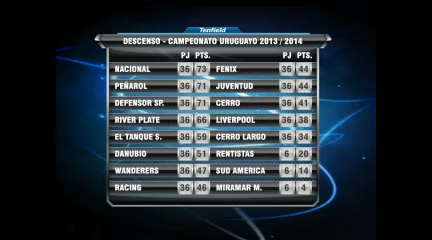 Tenfield
DESCENSO - CAMPEONATO URUGUAYO 2013 / 2014
PJ PTS. PJ PTS.
NACIONAL 36 73 FENIX 36 44
PEÑAROL 36 71 JUVENTUD 36 44
DEFENSOR SP. 36 71 CERRO 36 41
RIVER PLATE 36 66 LIVERPOOL 36 38
EL TANQUE S. 36 59 CERRO LARGO 36 34
DANUBIO 36 51 RENTISTAS 6 20
WANDERERS 36 47 SUD AMERICA 6 14
RACING 36 46 MIRAMAR M. 6 4